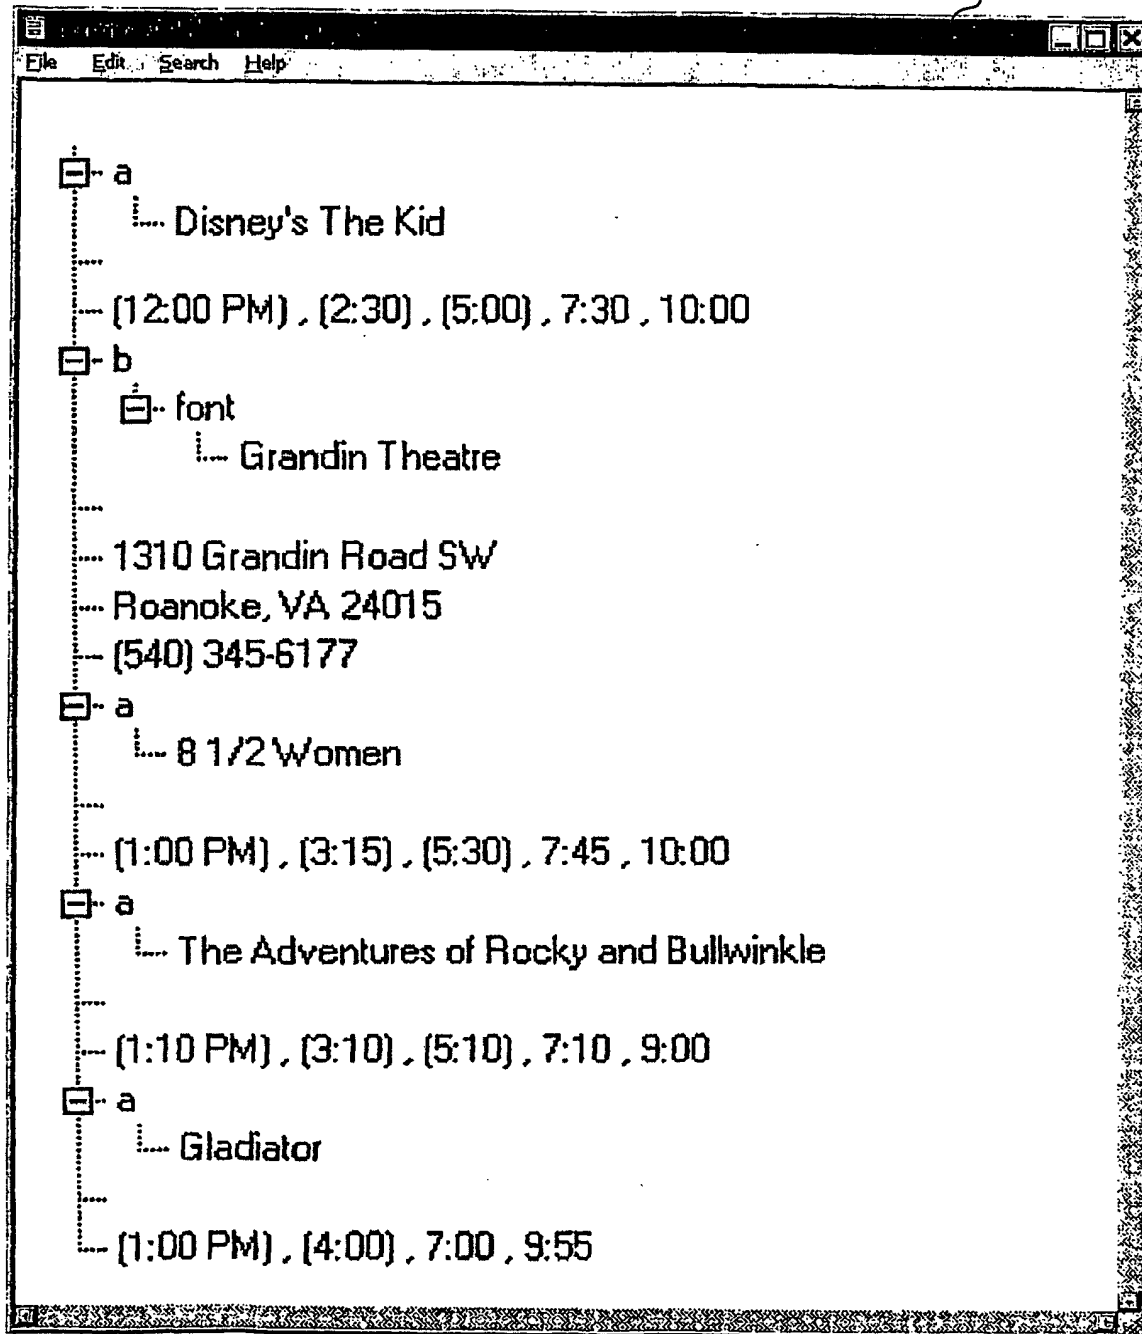 File Edit Search Help
a
Disney's The Kid
(12:00 PM) , (2:30) , (5:00) , 7:30 , 10:00
b
font
Grandin Theatre
1310 Grandin Road SW
Roanoke, VA 24015
(540) 345-6177
a
8 1/2 Women
(1:00 PM) , (3:15) , (5:30) , 7:45 , 10:00
a
The Adventures of Rocky and Bullwinkle
(1:10 PM) , (3:10) , (5:10) , 7:10 , 9:00
a
Gladiator
(1:00 PM) , (4:00) , 7:00 , 9:55